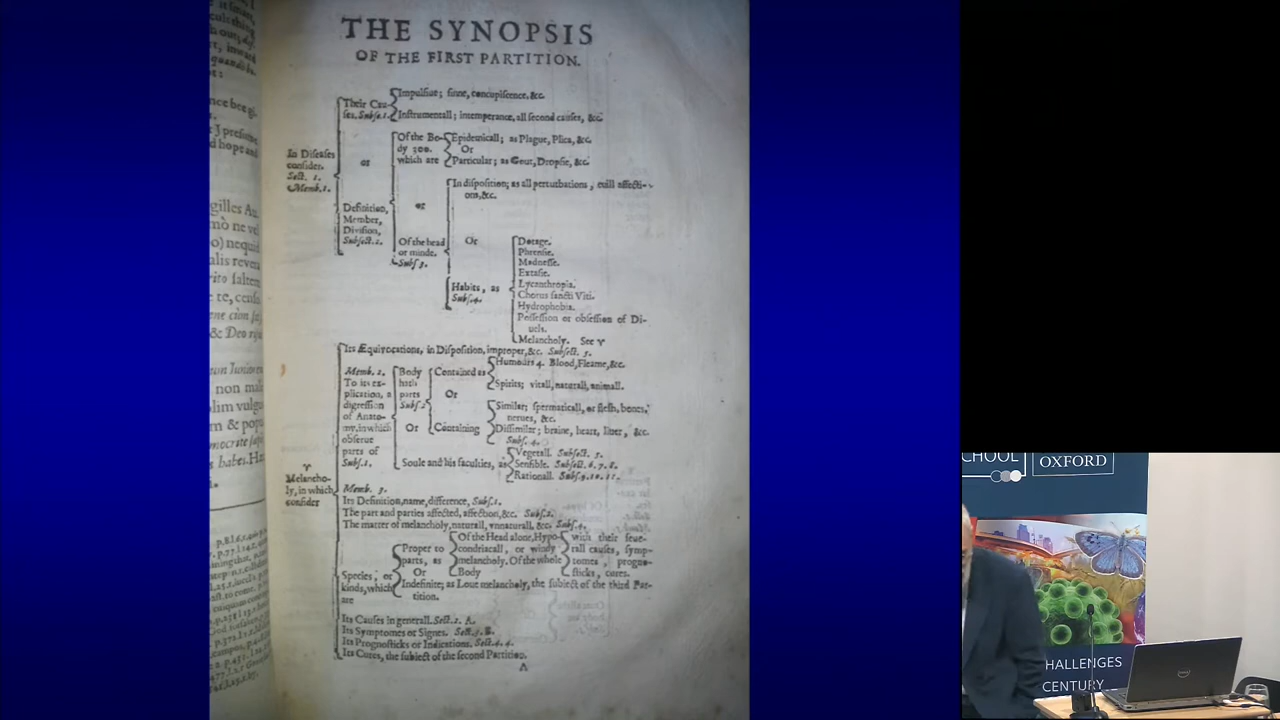 THE SYNOPSIS
OF THE FIRST PARTITION.
Impulsiue; sinne, concupiscence, &c.
Their Cau-
ses. Subse. 1.
Instrumentall; intemperance, all second causes, &c.
In Diseases
consider.
Sect. 1.
Memb. 1.
or
Of the Bo-
dy 300.
which are
Epidemicall; as Plague, Plica, &c.
Or
Particular; as Gout, Dropsie, &c.
Definition,
Member,
Division,
Subsect. 2.
or
Of the head
or minde.
Subs. 3.
In disposition; as all perturbations, euill affecti-
ons, &c.
Or
Habits, as
Subs. 4.
Dotage.
Phrensie.
Madnesse.
Extasie.
Lycanthropia.
Chorus sancti Viti.
Hydrophobia.
Possession or obsession of Di-
uels.
Melancholy. See ♈
♈
Melancho-
ly, in which
consider
Its Æquivocations, in Disposition, improper, &c. Subsect. 5.
Memb. 2.
To its ex-
plication, a
digression
of Anato-
my, in which
obserue
parts of
Subs. 1.
Body
hath
parts
Subs. 2
Or
Contained as
Humours 4. Blood, Fleame, &c.
Spirits; vitall, naturall, animall.
Or
Containing
Similar; spermaticall, or flesh, bones,
nerues, &c.
Dissimilar; braine, heart, liuer, &c.
Subs. 4.
Soule and his faculties, as
Vegetall. Subsect. 5.
Sensible. Subsect. 6. 7. 8.
Rationall. Subs. 9. 10. 11.
Memb. 3.
Its Definition, name, difference, Subs. 1.
The part and parties affected, affection, &c. Subs. 2.
The matter of melancholy, naturall, vnnaturall, &c. Subs. 4.
Species, or
kinds, which
are
Proper to
parts, as
Or
Of the Head alone, Hypo-
condriacall, or windy
melancholy. Of the whole
Body
with their seue-
rall causes, symp-
tomes, progno-
sticks, cures.
Indefinite; as Loue melancholy, the subiect of the third Par-
tition.
Its Causes in generall. Sect. 2. A.
Its Symptomes or Signes. Sect. 3. B.
Its Prognosticks or Indications. Sect. 4. 4.
Its Cures, the subiect of the second Partition.
A
CHOOL
OXFORD
HALLENGES
CENTURY
DELL